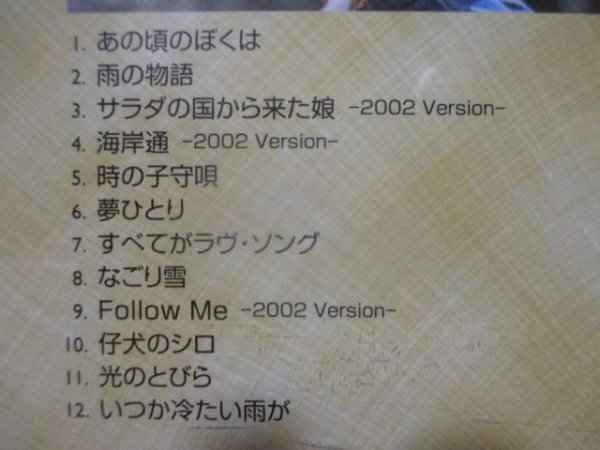 1. あの頃のぼくは
2. 雨の物語
3. サラダの国から来た娘 -2002 Version-
4. 海岸通 -2002 Version-
5. 時の子守唄
6. 夢ひとり
7. すべてがラヴ・ソング
8. なごり雪
9. Follow Me -2002 Version-
10. 仔犬のシロ
11. 光のとびら
12. いつか冷たい雨が